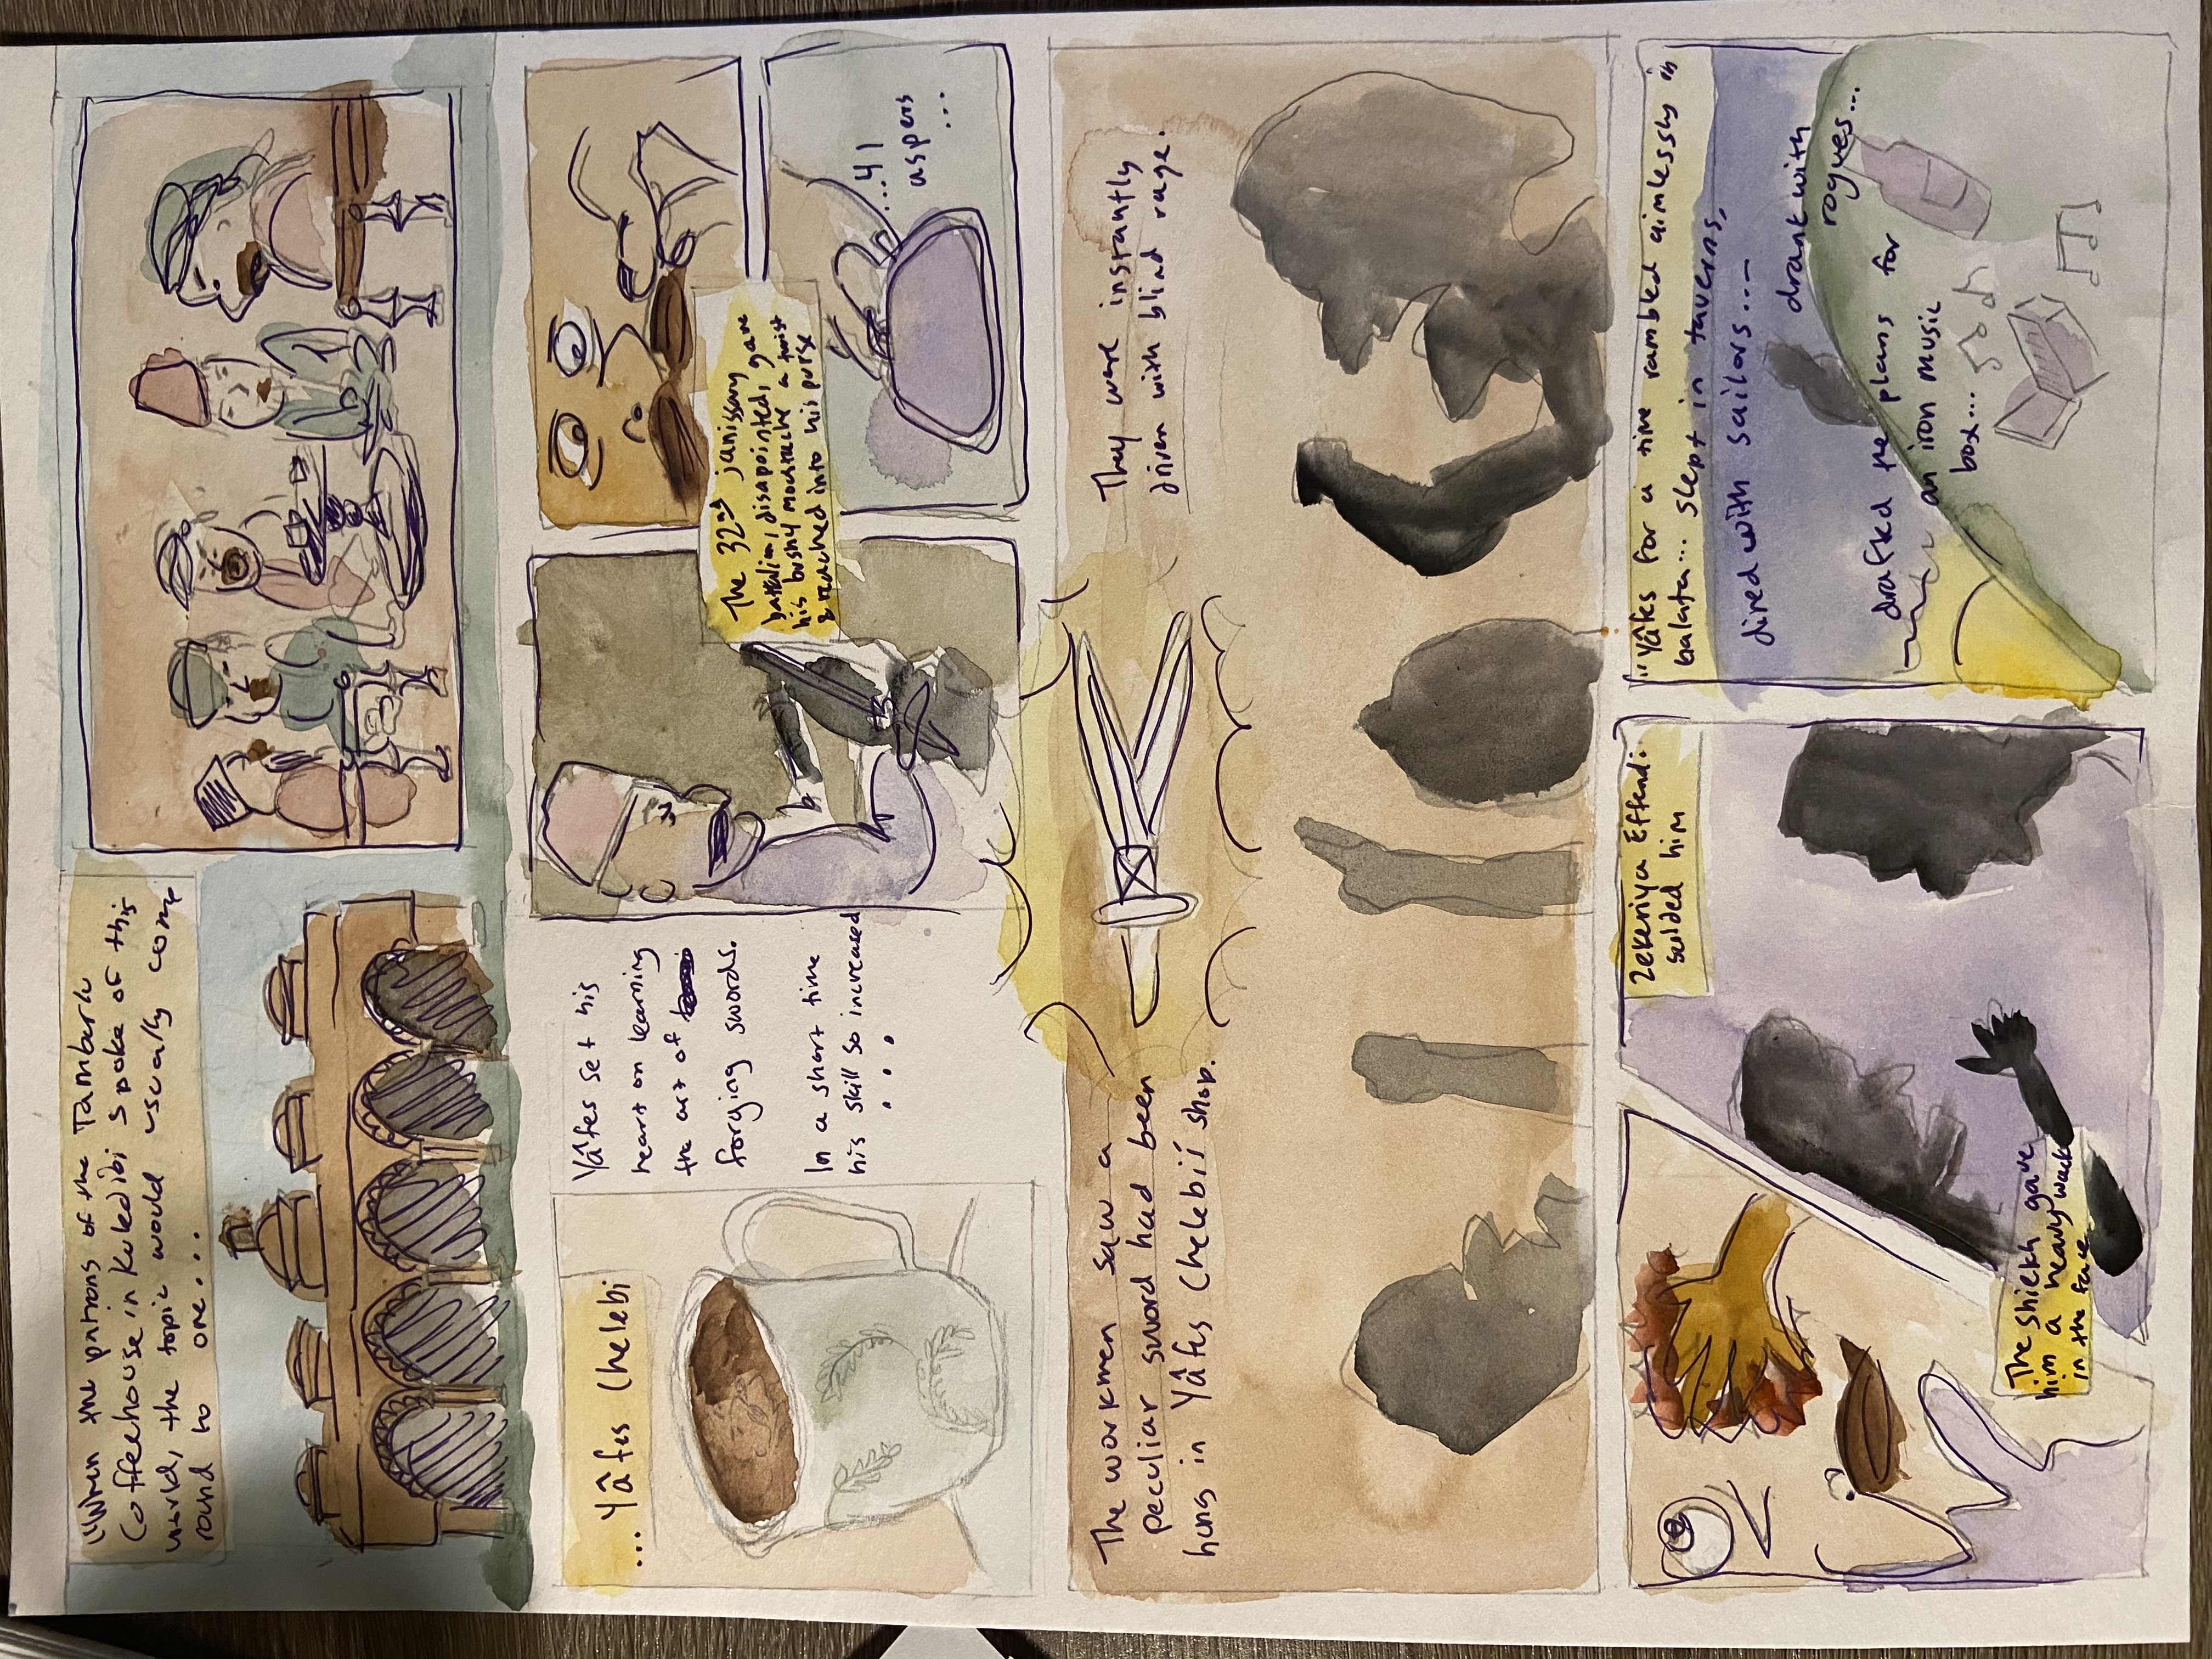 "When the patrons of the Tamburlu
Coffeehouse in Kuledibi spoke of this
world, the topic would usually come
round to one...
... Yâfes Chelebi
Yâfes set his
heart on learning
the art of
forging swords.
In a short time
his skill so increased
...
The 32nd janissary
battalion, disapointed, gave
his bushy moustache a twist
& reached into his purse
...41
aspers
...
The workmen saw a
peculiar sword had been
hung in Yâfes Chelebi's shop.
They were instantly
driven with blind rage.
The shiekh gave
him a heavy wack
in the face
Zekeriya Effendi
sulded him
"Yâfes for a time rambled aimlessly in
Galata... slept in taverns,
dined with sailors...
drank with
rogues...
drafted the plans for
an iron music
box...